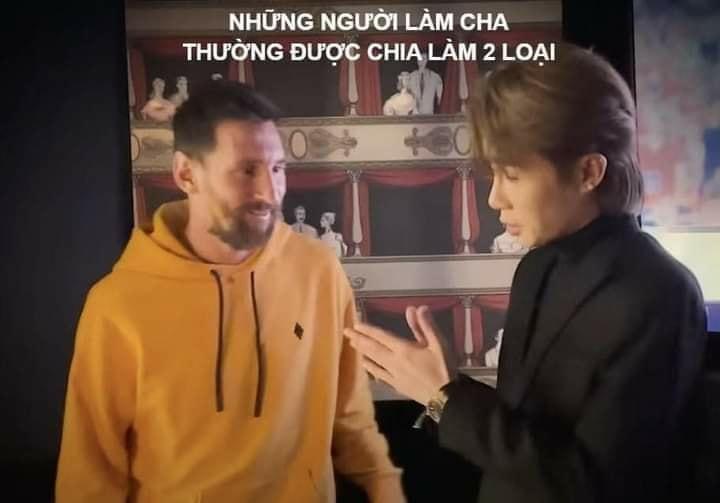 NHỮNG NGƯỜI LÀM CHA
THƯỜNG ĐƯỢC CHIA LÀM 2 LOẠI